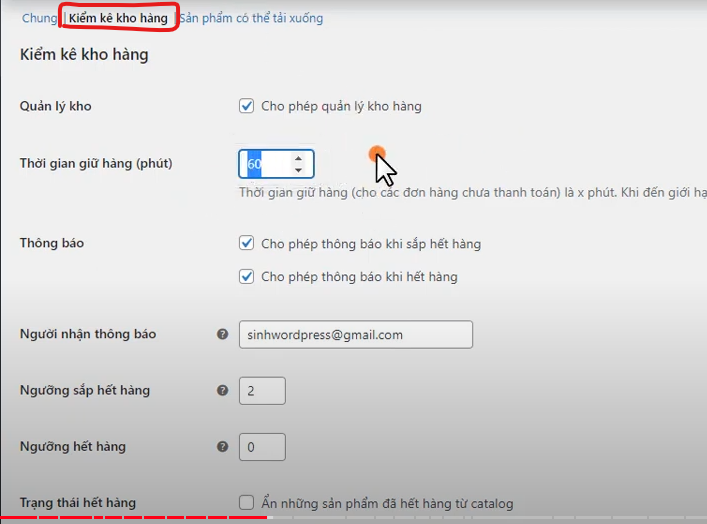 Chung | Kiểm kê kho hàng | Sản phẩm có thể tải xuống
Kiểm kê kho hàng
Quản lý kho Cho phép quản lý kho hàng
Thời gian giữ hàng (phút) 60
Thời gian giữ hàng (cho các đơn hàng chưa thanh toán) là x phút. Khi đến giới hạ
Thông báo Cho phép thông báo khi sắp hết hàng
Cho phép thông báo khi hết hàng
Người nhận thông báo ? sinhwordpress@gmail.com
Ngưỡng sắp hết hàng ? 2
Ngưỡng hết hàng ? 0
Trạng thái hết hàng Ẩn những sản phẩm đã hết hàng từ catalog